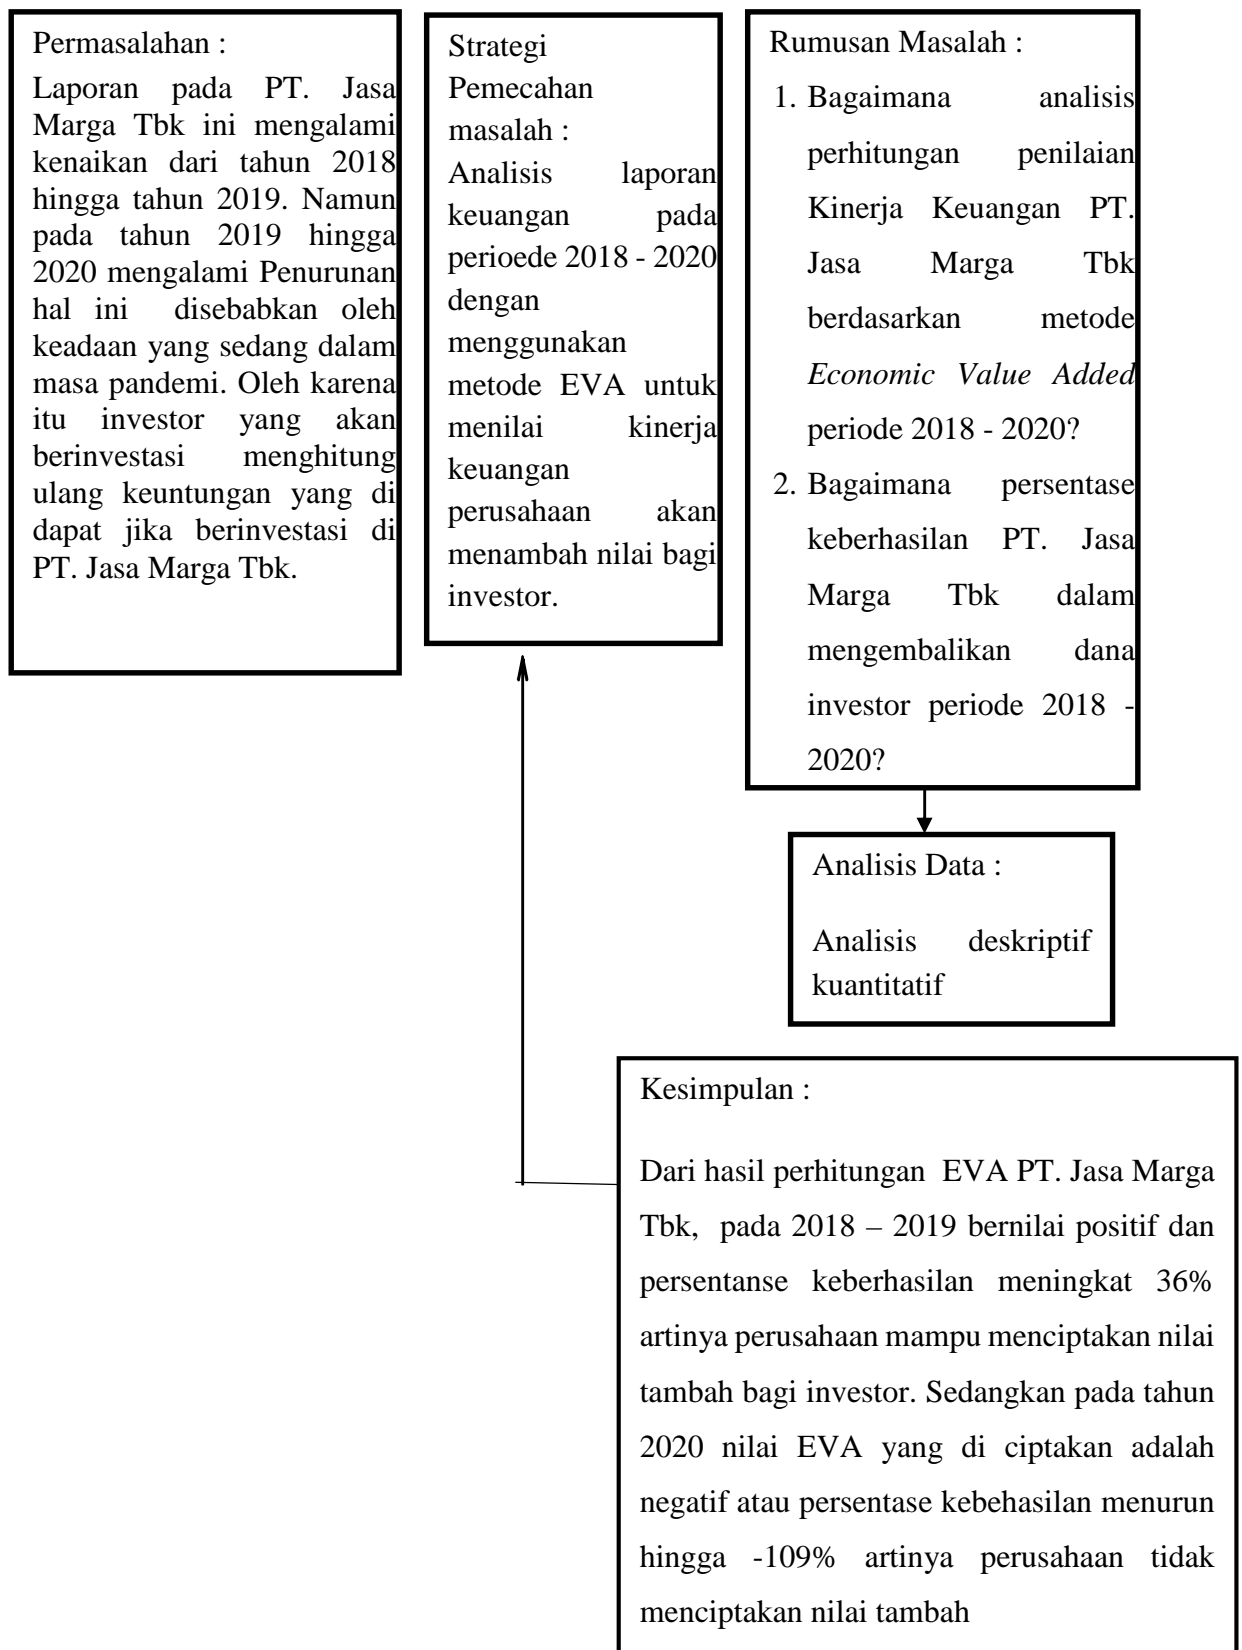 Permasalahan :
Laporan pada PT. Jasa
Marga Tbk ini mengalami
kenaikan dari tahun 2018
hingga tahun 2019. Namun
pada tahun 2019 hingga
2020 mengalami Penurunan
hal ini disebabkan oleh
keadaan yang sedang dalam
masa pandemi. Oleh karena
itu investor yang akan
berinvestasi menghitung
ulang keuntungan yang di
dapat jika berinvestasi di
PT. Jasa Marga Tbk.
Strategi
Pemecahan
masalah :
Analisis laporan
keuangan pada
perioede 2018 - 2020
dengan
menggunakan
metode EVA untuk
menilai kinerja
keuangan
perusahaan akan
menambah nilai bagi
investor.
Rumusan Masalah :
1. Bagaimana analisis
perhitungan penilaian
Kinerja Keuangan PT.
Jasa Marga Tbk
berdasarkan metode
Economic Value Added
periode 2018 - 2020?
2. Bagaimana persentase
keberhasilan PT. Jasa
Marga Tbk dalam
mengembalikan dana
investor periode 2018 -
2020?
Analisis Data :
Analisis deskriptif
kuantitatif
Kesimpulan :
Dari hasil perhitungan EVA PT. Jasa Marga
Tbk, pada 2018 – 2019 bernilai positif dan
persentanse keberhasilan meningkat 36%
artinya perusahaan mampu menciptakan nilai
tambah bagi investor. Sedangkan pada tahun
2020 nilai EVA yang di ciptakan adalah
negatif atau persentase kebehasilan menurun
hingga -109% artinya perusahaan tidak
menciptakan nilai tambah